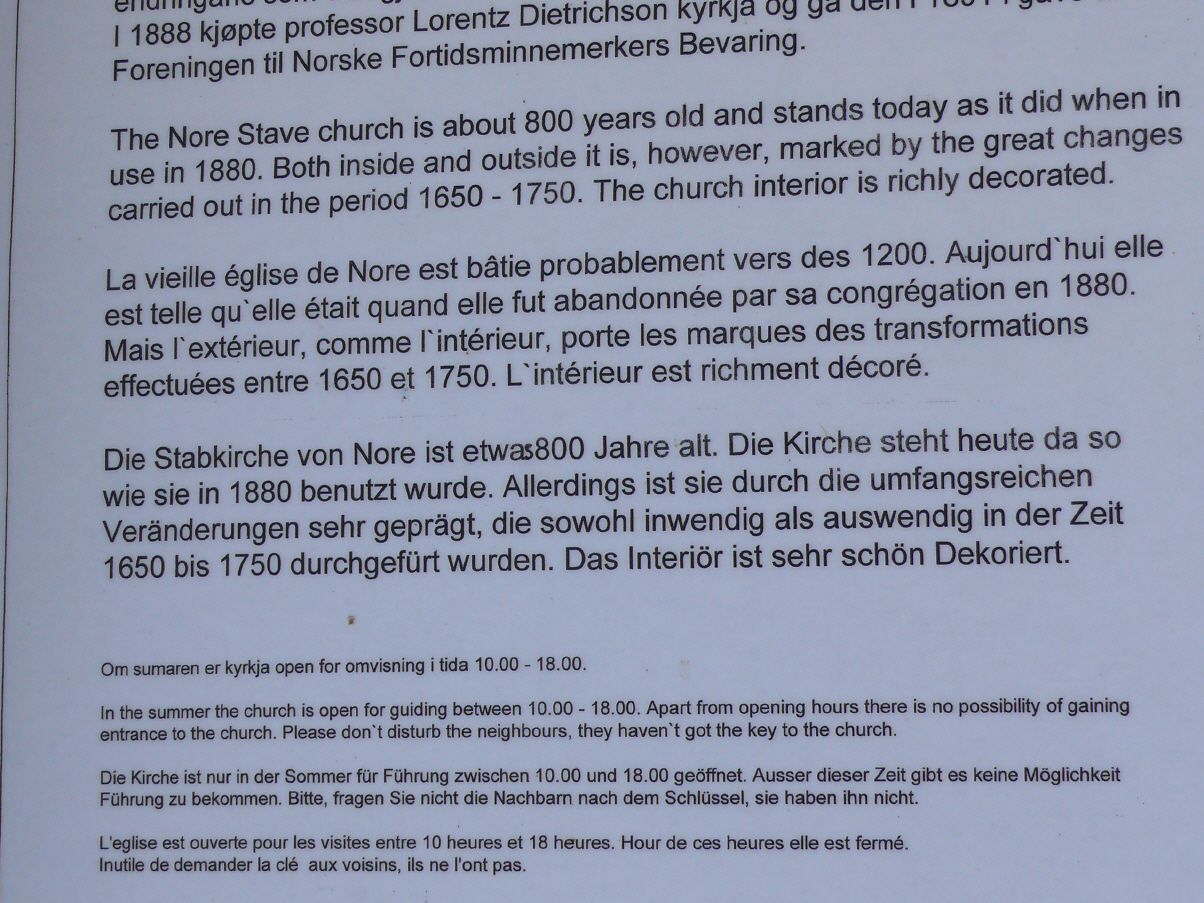 I 1888 kjøpte professor Lorentz Dietrichson kyrkja og ga den i
Foreningen til Norske Fortidsminnemerkers Bevaring.
The Nore Stave church is about 800 years old and stands today as it did when in
use in 1880. Both inside and outside it is, however, marked by the great changes
carried out in the period 1650 - 1750. The church interior is richly decorated.
La vieille église de Nore est bâtie probablement vers des 1200. Aujourd`hui elle
est telle qu`elle était quand elle fut abandonnée par sa congrégation en 1880.
Mais l`extérieur, comme l`intérieur, porte les marques des transformations
effectuées entre 1650 et 1750. L`intérieur est richment décoré.
Die Stabkirche von Nore ist etwas800 Jahre alt. Die Kirche steht heute da so
wie sie in 1880 benutzt wurde. Allerdings ist sie durch die umfangsreichen
Veränderungen sehr geprägt, die sowohl inwendig als auswendig in der Zeit
1650 bis 1750 durchgefürt wurden. Das Interiör ist sehr schön Dekoriert.
Om sumaren er kyrkja open for omvisning i tida 10.00 - 18.00.
In the summer the church is open for guiding between 10.00 - 18.00. Apart from opening hours there is no possibility of gaining
entrance to the church. Please don`t disturb the neighbours, they haven`t got the key to the church.
Die Kirche ist nur in der Sommer für Führung zwischen 10.00 und 18.00 geöffnet. Ausser dieser Zeit gibt es keine Möglichkeit
Führung zu bekommen. Bitte, fragen Sie nicht die Nachbarn nach dem Schlüssel, sie haben ihn nicht.
L'eglise est ouverte pour les visites entre 10 heures et 18 heures. Hour de ces heures elle est fermé.
Inutile de demander la clé aux voisins, ils ne l'ont pas.